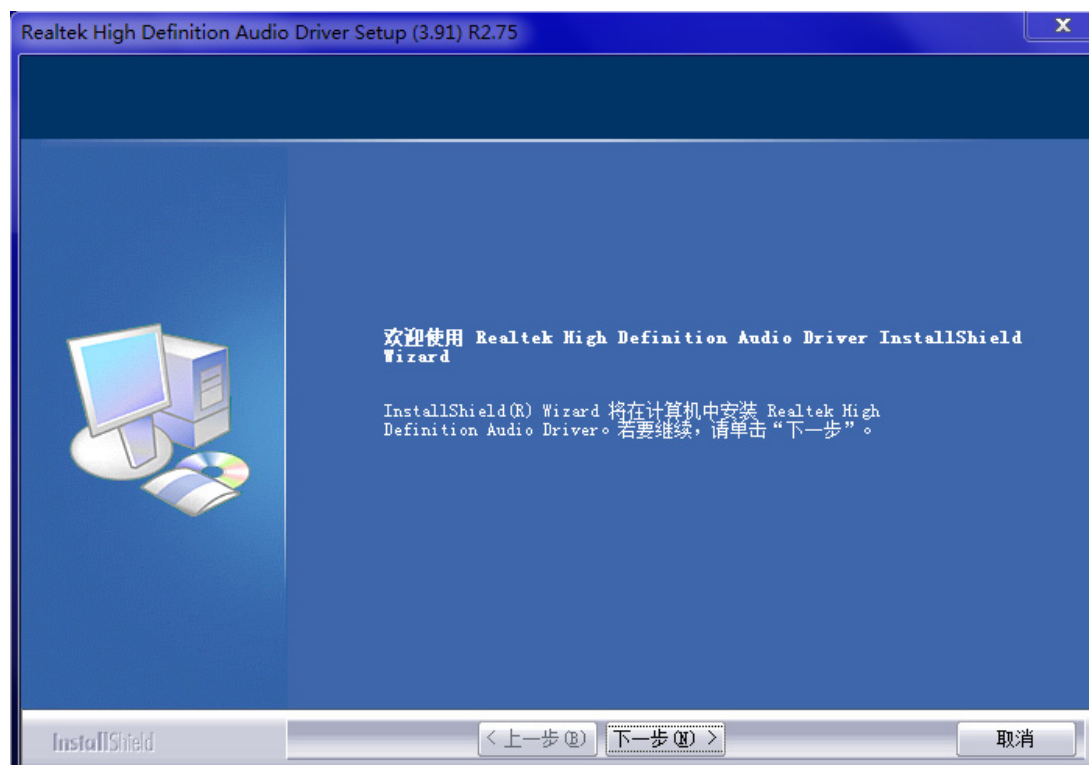 Realtek High Definition Audio Driver Setup (3.91) R2.75
X
欢迎使用 Realtek High Definition Audio Driver InstallShield
Wizard
InstallShield(R) Wizard 将在计算机中安装 Realtek High
Definition Audio Driver。若要继续，请单击“下一步”。
InstallShield
< 上一步(B)
下一步(N) >
取消